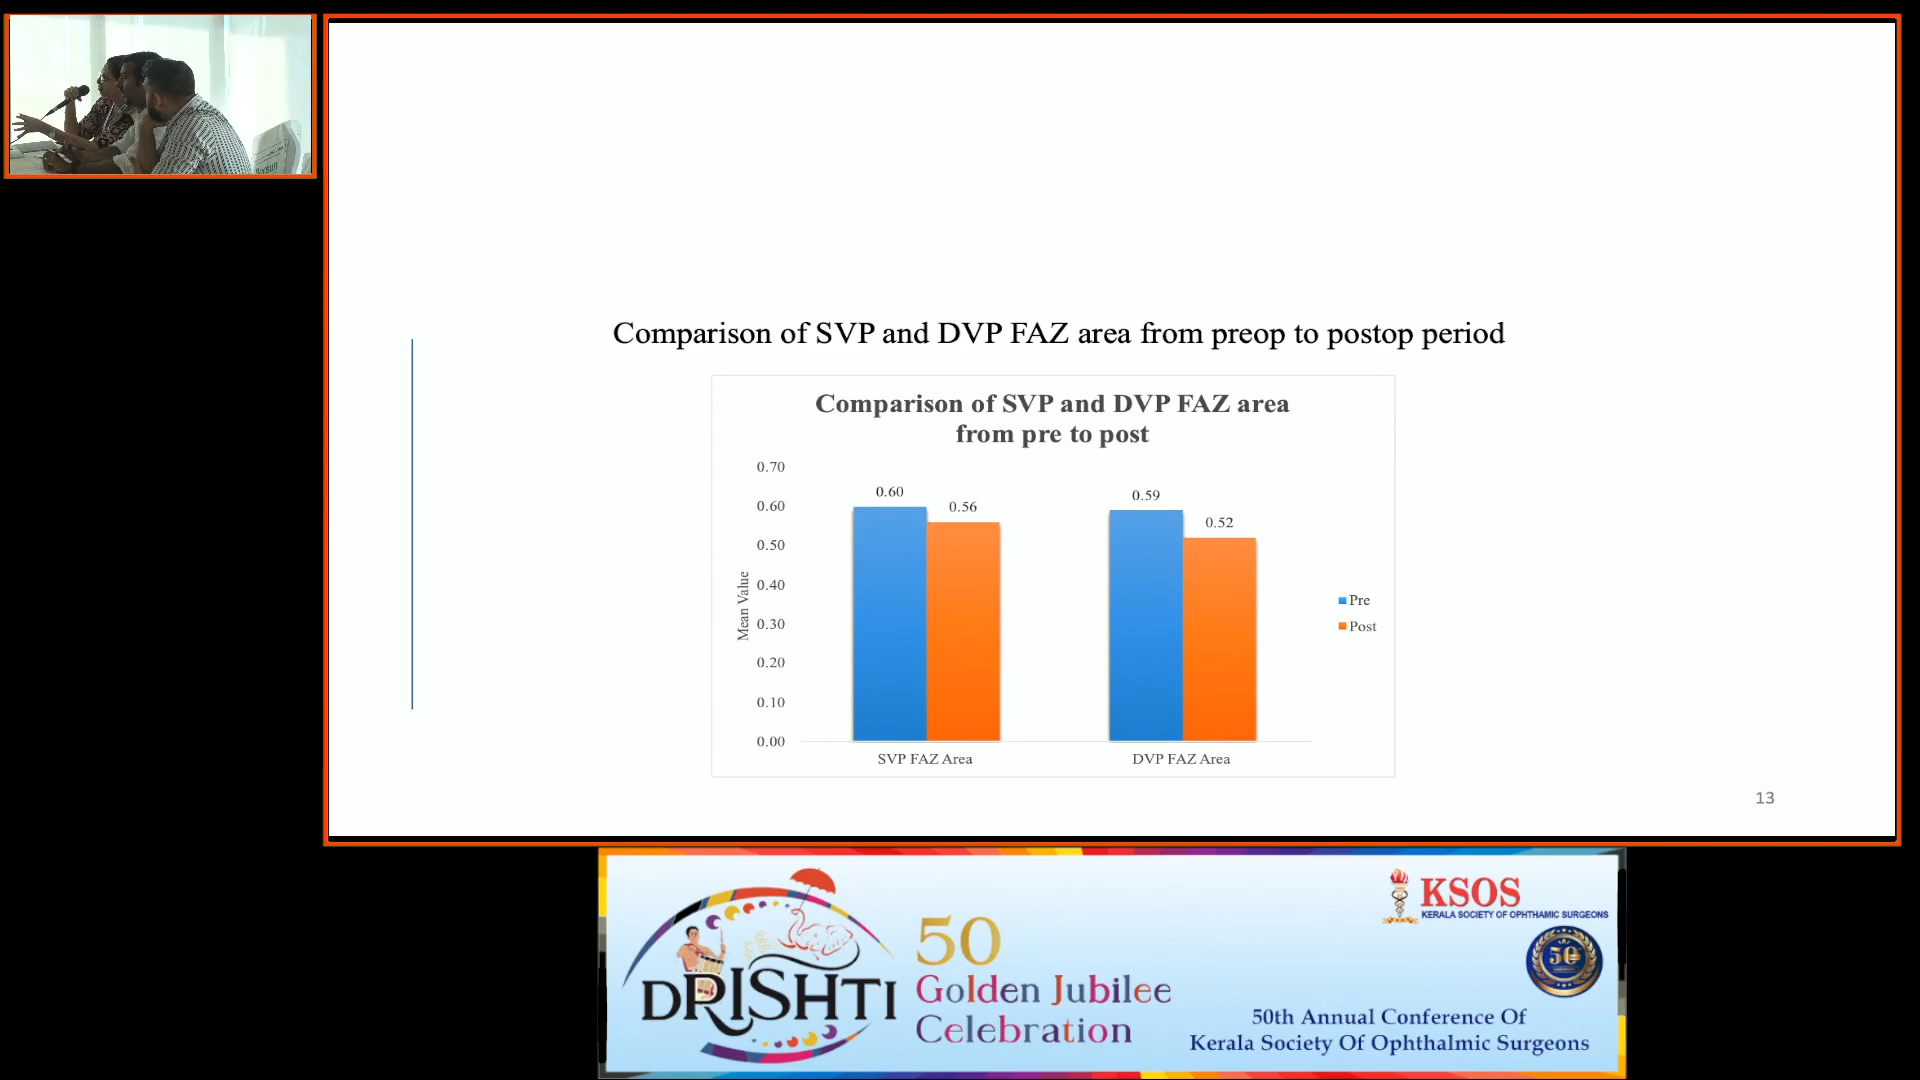 Comparison of SVP and DVP FAZ area from preop to postop period
Comparison of SVP and DVP FAZ area
from pre to post
0.70
0.60
0.50
0.40
0.30
0.20
0.10
0.00
Mean Value
0.60
0.56
0.59
0.52
SVP FAZ Area
DVP FAZ Area
Pre
Post
13
DRISHTI
50
Golden Jubilee
Celebration
KSOS
KERALA SOCIETY OF OPHTHAMIC SURGEONS
50
50th Annual Conference Of
Kerala Society Of Ophthalmic Surgeons